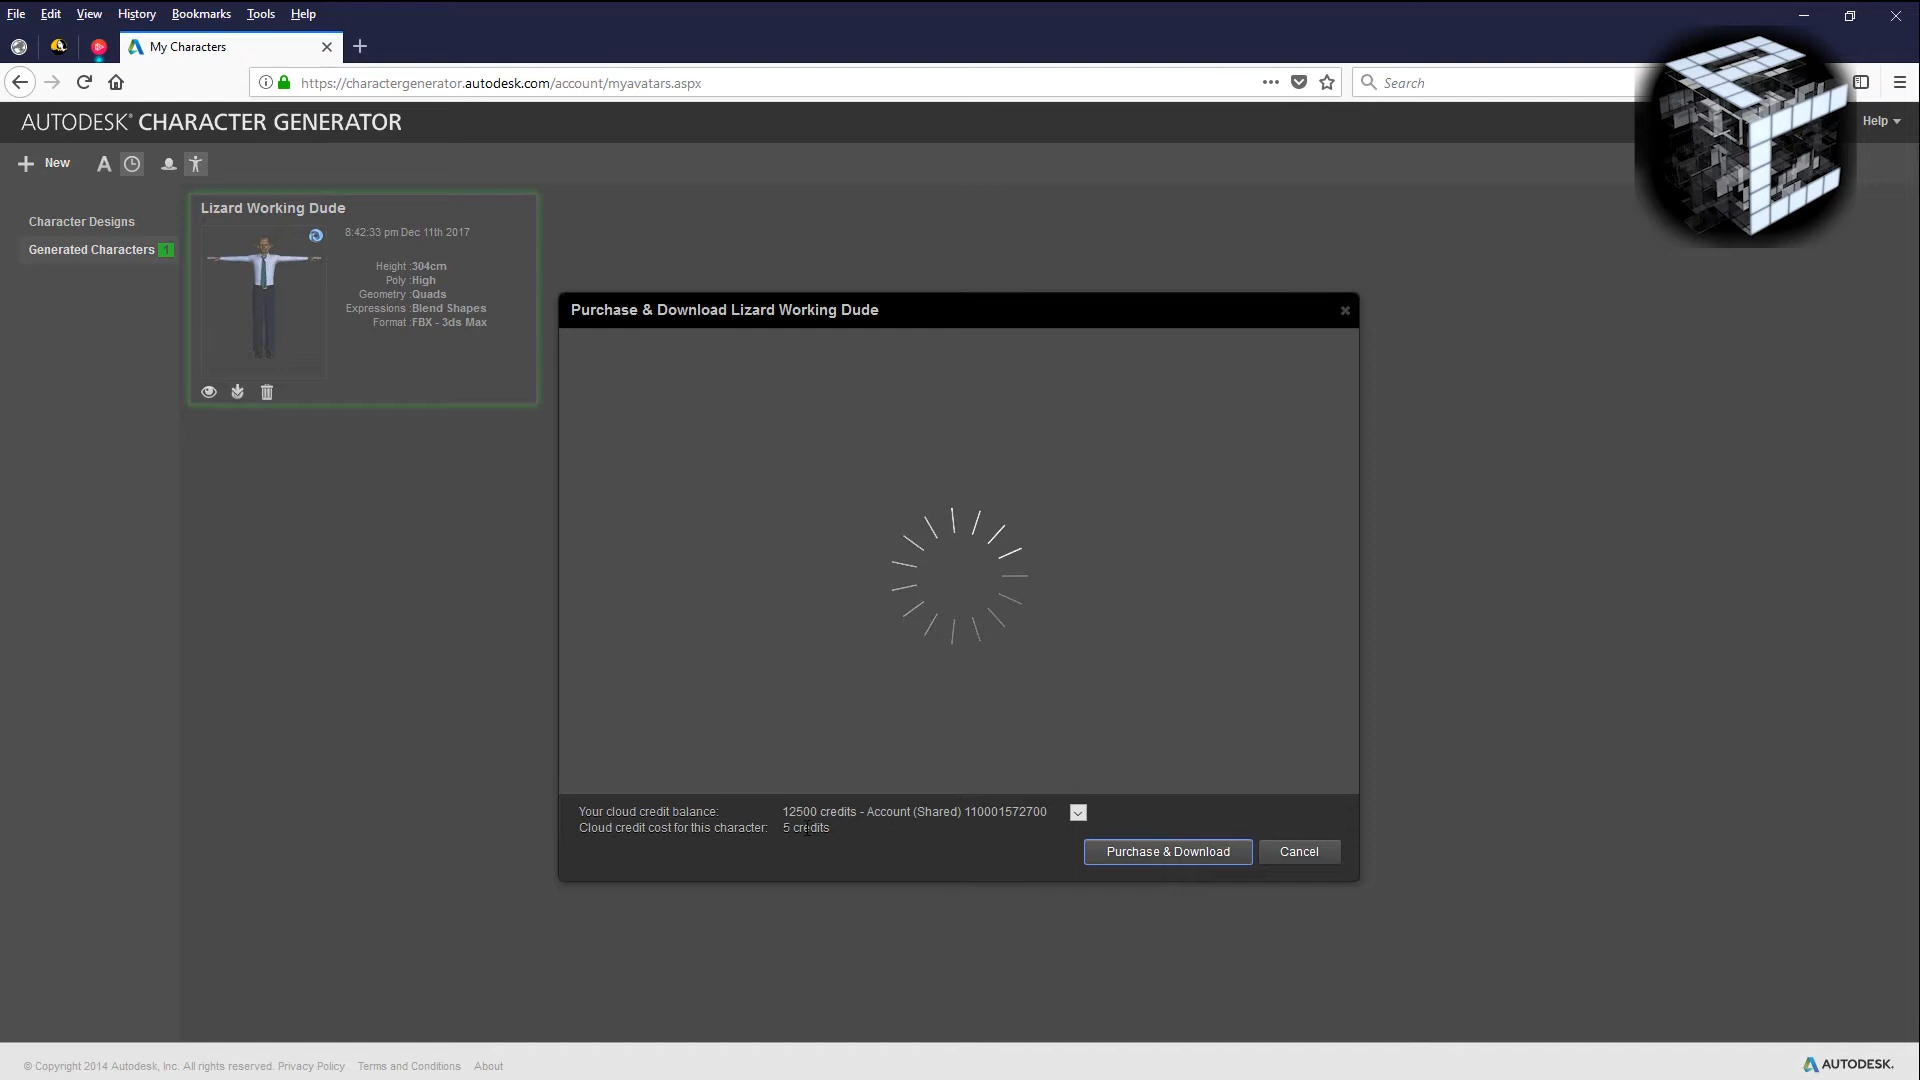 File Edit View History Bookmarks Tools Help
My Characters
https://charactergenerator.autodesk.com/account/myavatars.aspx
Search
AUTODESK® CHARACTER GENERATOR
Help
New
Character Designs
Generated Characters 1
Lizard Working Dude
8:42:33 pm Dec 11th 2017
Height :304cm
Poly :High
Geometry :Quads
Expressions :Blend Shapes
Format :FBX - 3ds Max
Purchase & Download Lizard Working Dude
Your cloud credit balance: 12500 credits - Account (Shared) 110001572700
Cloud credit cost for this character: 5 credits
Purchase & Download Cancel
© Copyright 2014 Autodesk, Inc. All rights reserved. Privacy Policy Terms and Conditions About
AUTODESK.